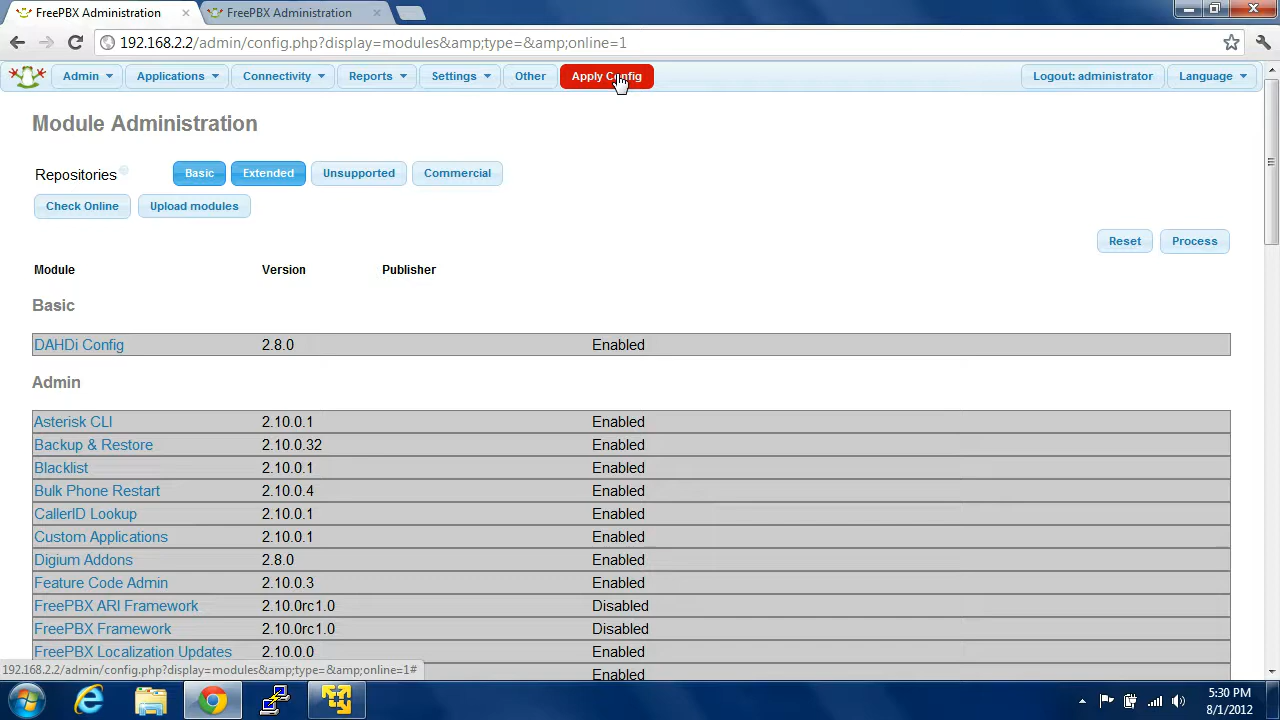 FreePBX Administration
FreePBX Administration
192.168.2.2/admin/config.php?display=modules&amp;type=&amp;online=1
Admin
Applications
Connectivity
Reports
Settings
Other
Apply Config
Logout: administrator
Language
Module Administration
Repositories
Basic
Extended
Unsupported
Commercial
Check Online
Upload modules
Reset
Process
Module Version Publisher
Basic
DAHDi Config 2.8.0 Enabled
Admin
Asterisk CLI 2.10.0.1 Enabled
Backup & Restore 2.10.0.32 Enabled
Blacklist 2.10.0.1 Enabled
Bulk Phone Restart 2.10.0.4 Enabled
CallerID Lookup 2.10.0.1 Enabled
Custom Applications 2.10.0.1 Enabled
Digium Addons 2.8.0 Enabled
Feature Code Admin 2.10.0.3 Enabled
FreePBX ARI Framework 2.10.0rc1.0 Disabled
FreePBX Framework 2.10.0rc1.0 Disabled
FreePBX Localization Updates 2.10.0.0 Enabled
Enabled
192.168.2.2/admin/config.php?display=modules&amp;type=&amp;online=1#
5:30 PM
8/1/2012